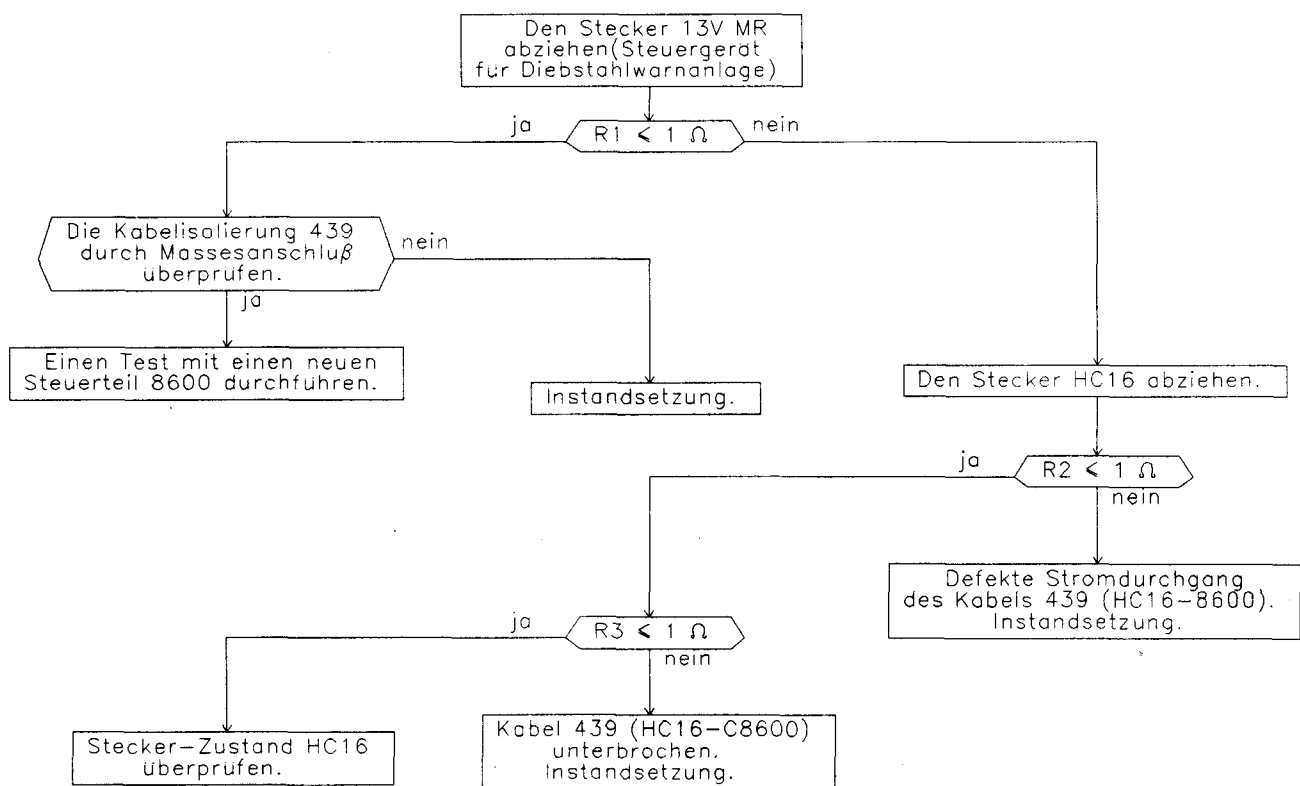 Den Stecker 13V MR
abziehen(Steuergerät
für Diebstahlwarnanlage)
ja
R1 < 1 Ω
nein
Die Kabelisolierung 439
durch Massesanschluß
überprüfen.
nein
ja
Einen Test mit einen neuen
Steuerteil 8600 durchführen.
Instandsetzung.
Den Stecker HC16 abziehen.
ja
R2 < 1 Ω
nein
Defekte Stromdurchgang
des Kabels 439 (HC16-8600).
Instandsetzung.
ja
R3 < 1 Ω
nein
Stecker-Zustand HC16
überprüfen.
Kabel 439 (HC16-C8600)
unterbrochen.
Instandsetzung.